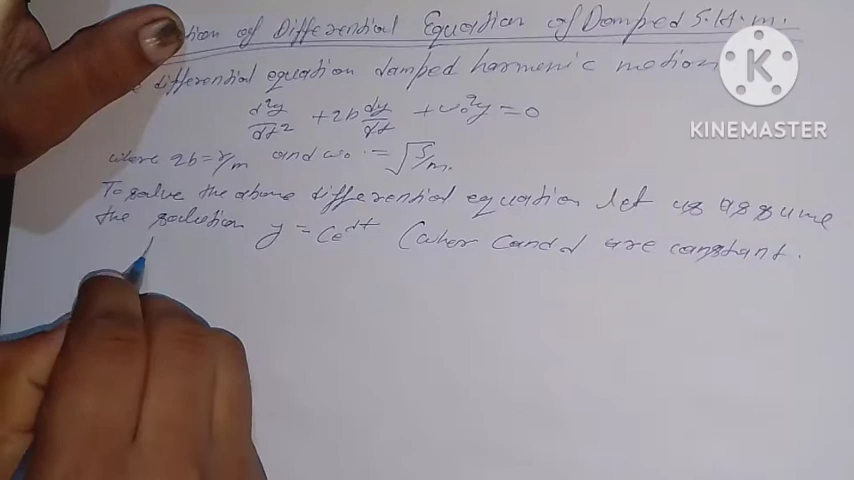 tion of Differential Equation of Damped S.H.m.
differential equation damped harmonic motion
d²y/dt² + 2b dy/dt + ω₀²y = 0
where 2b = r/m and ω₀ = √S/m.
To solve the above differential equation let us assume
the solution y = Ce^αt (where C and α are constant.
K
KINEMASTER